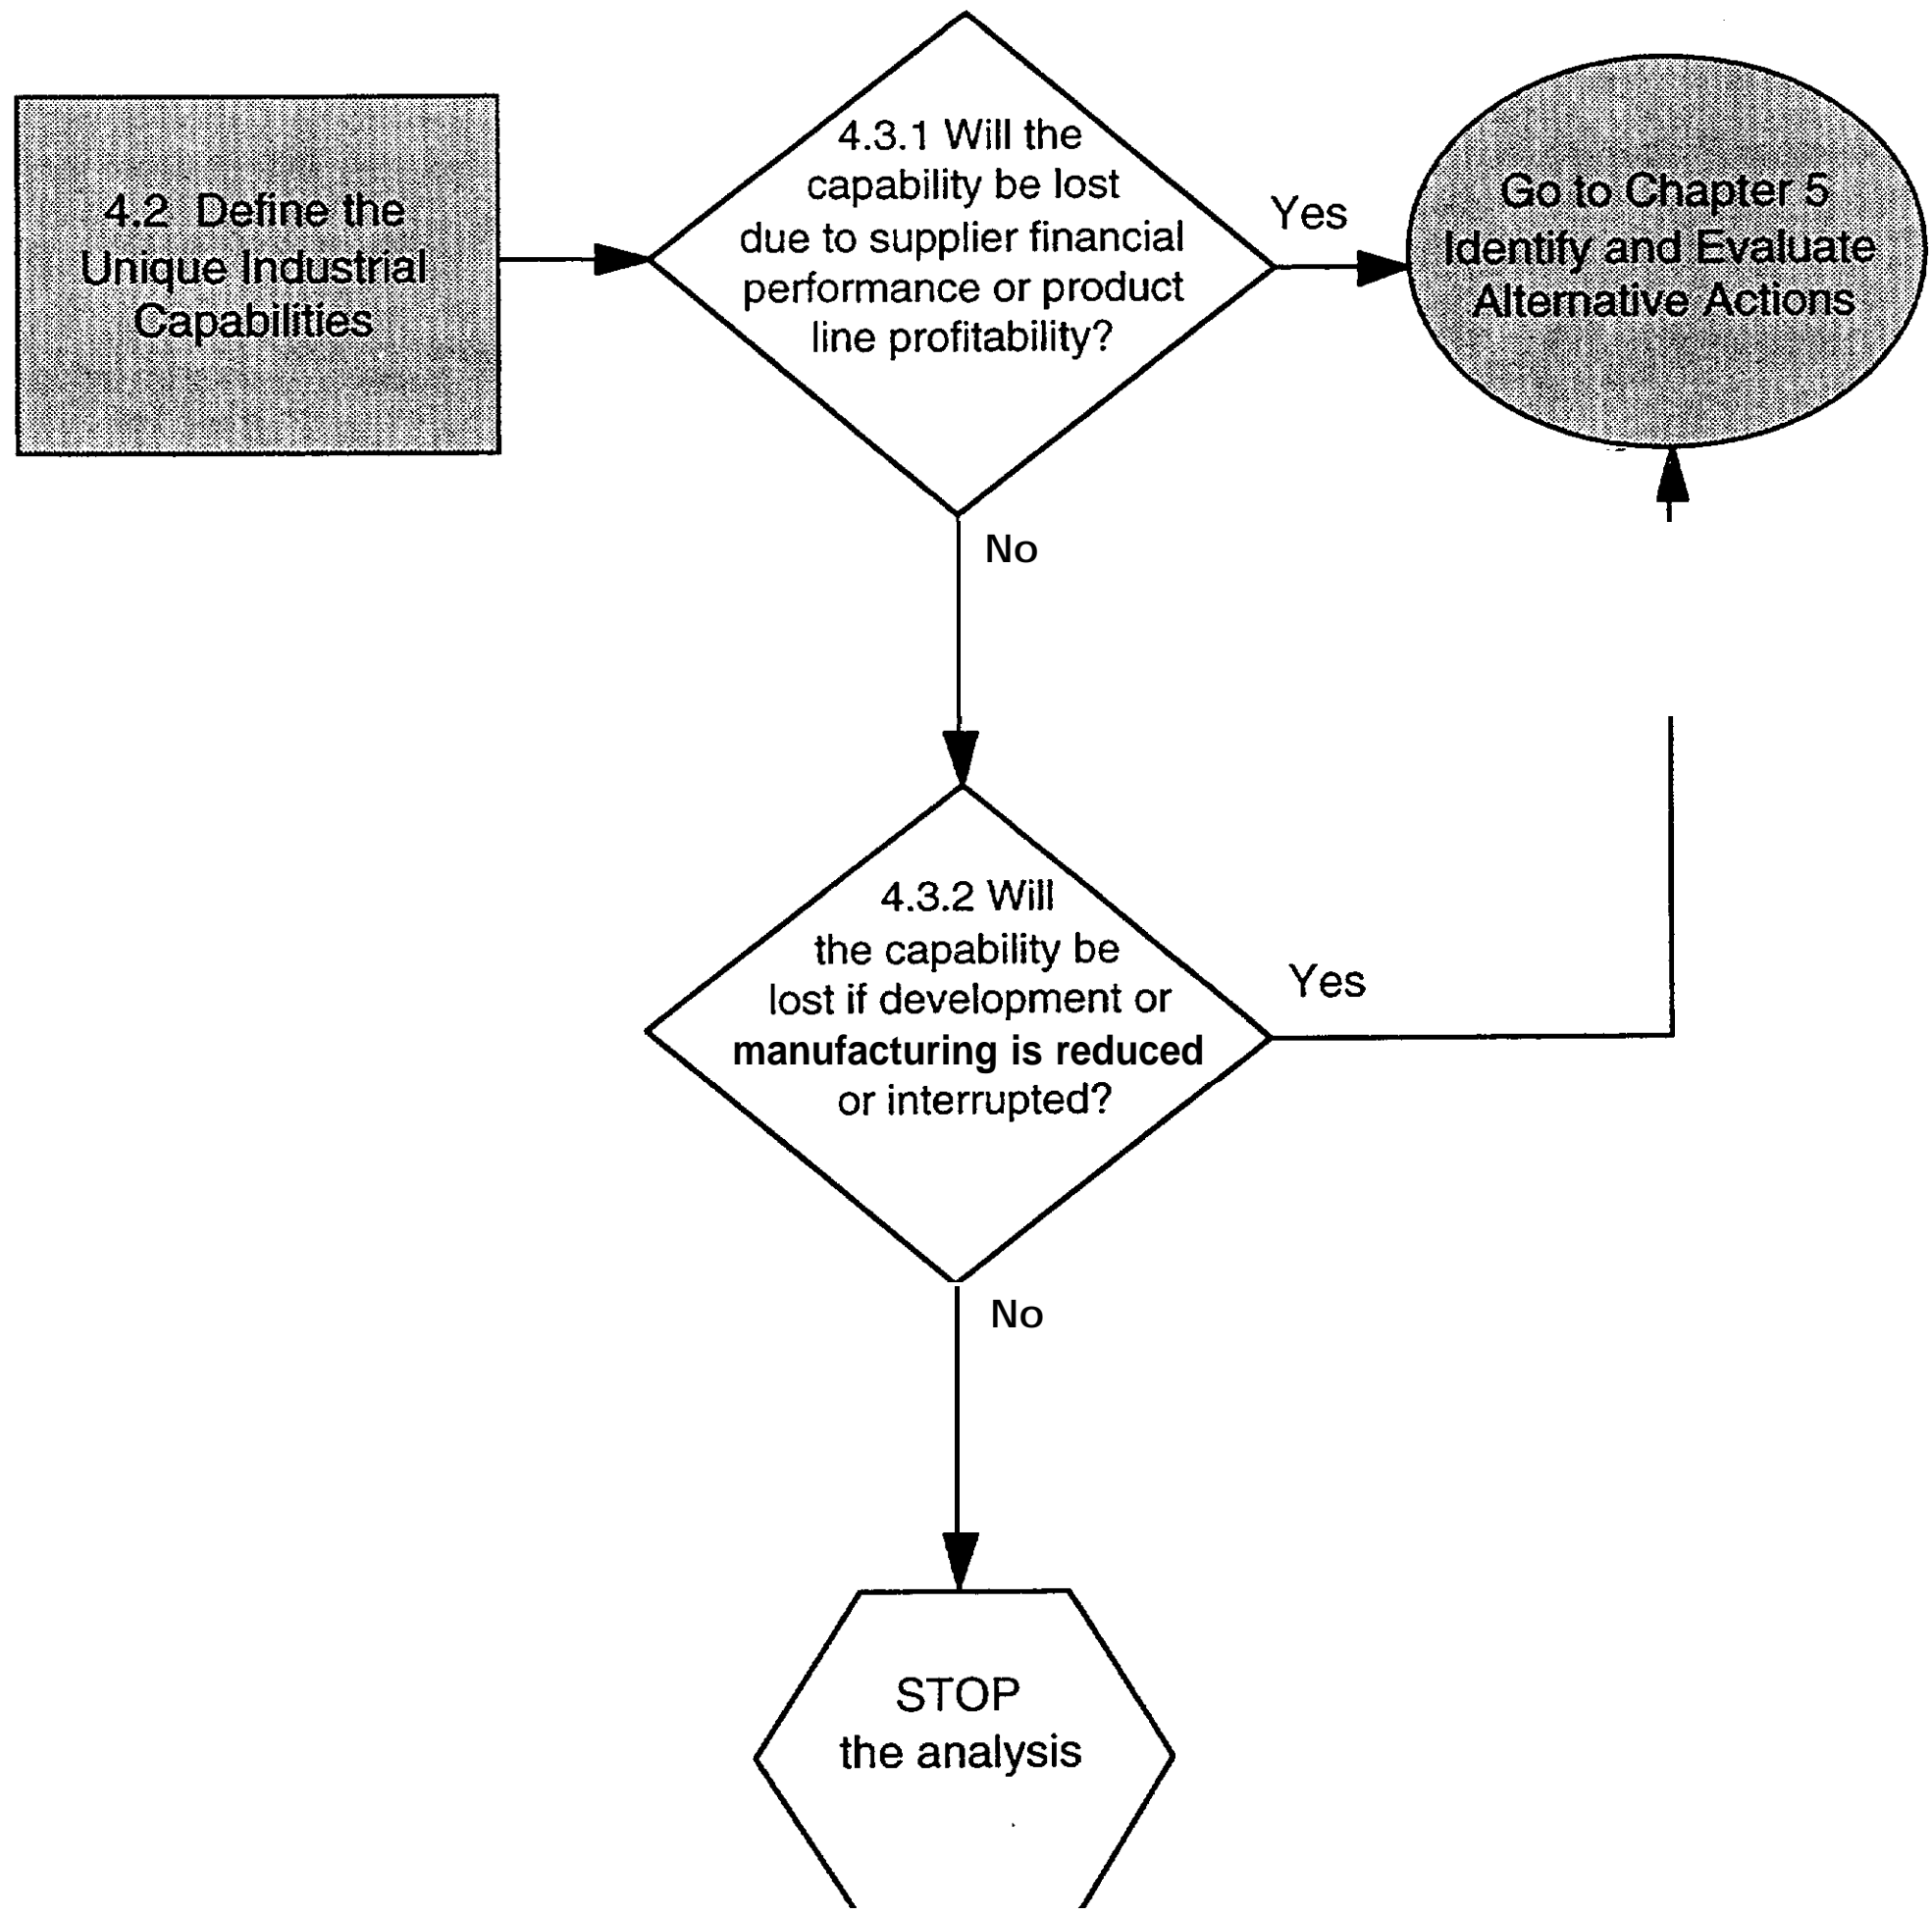 4.2 Define the
Unique Industrial
Capabilities
4.3.1 Will the
capability be lost
due to supplier financial
performance or product
line profitability?
Yes
Go to Chapter 5
Identify and Evaluate
Alternative Actions
No
4.3.2 Will
the capability be
lost if development or
manufacturing is reduced
or interrupted?
Yes
No
STOP
the analysis